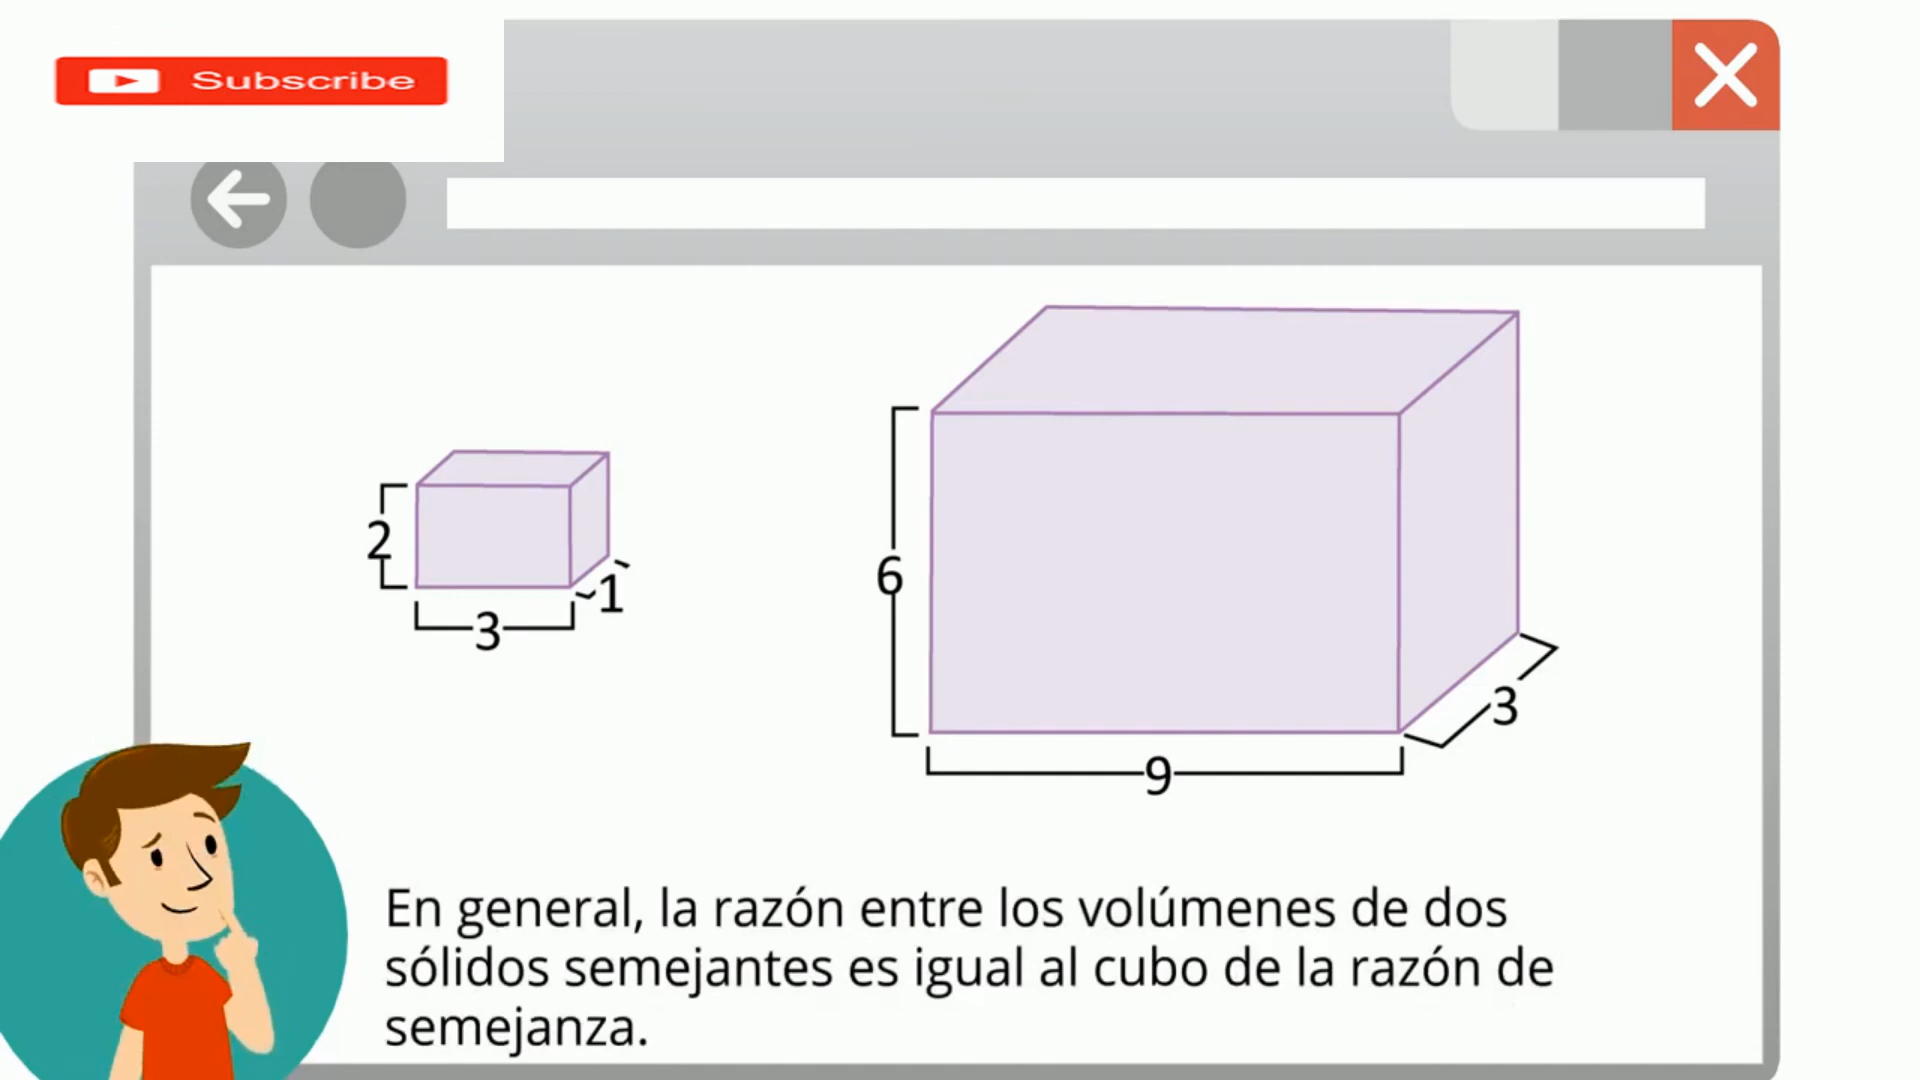 Subscribe
2
3
1
6
9
3
En general, la razón entre los volúmenes de dos
sólidos semejantes es igual al cubo de la razón de
semejanza.